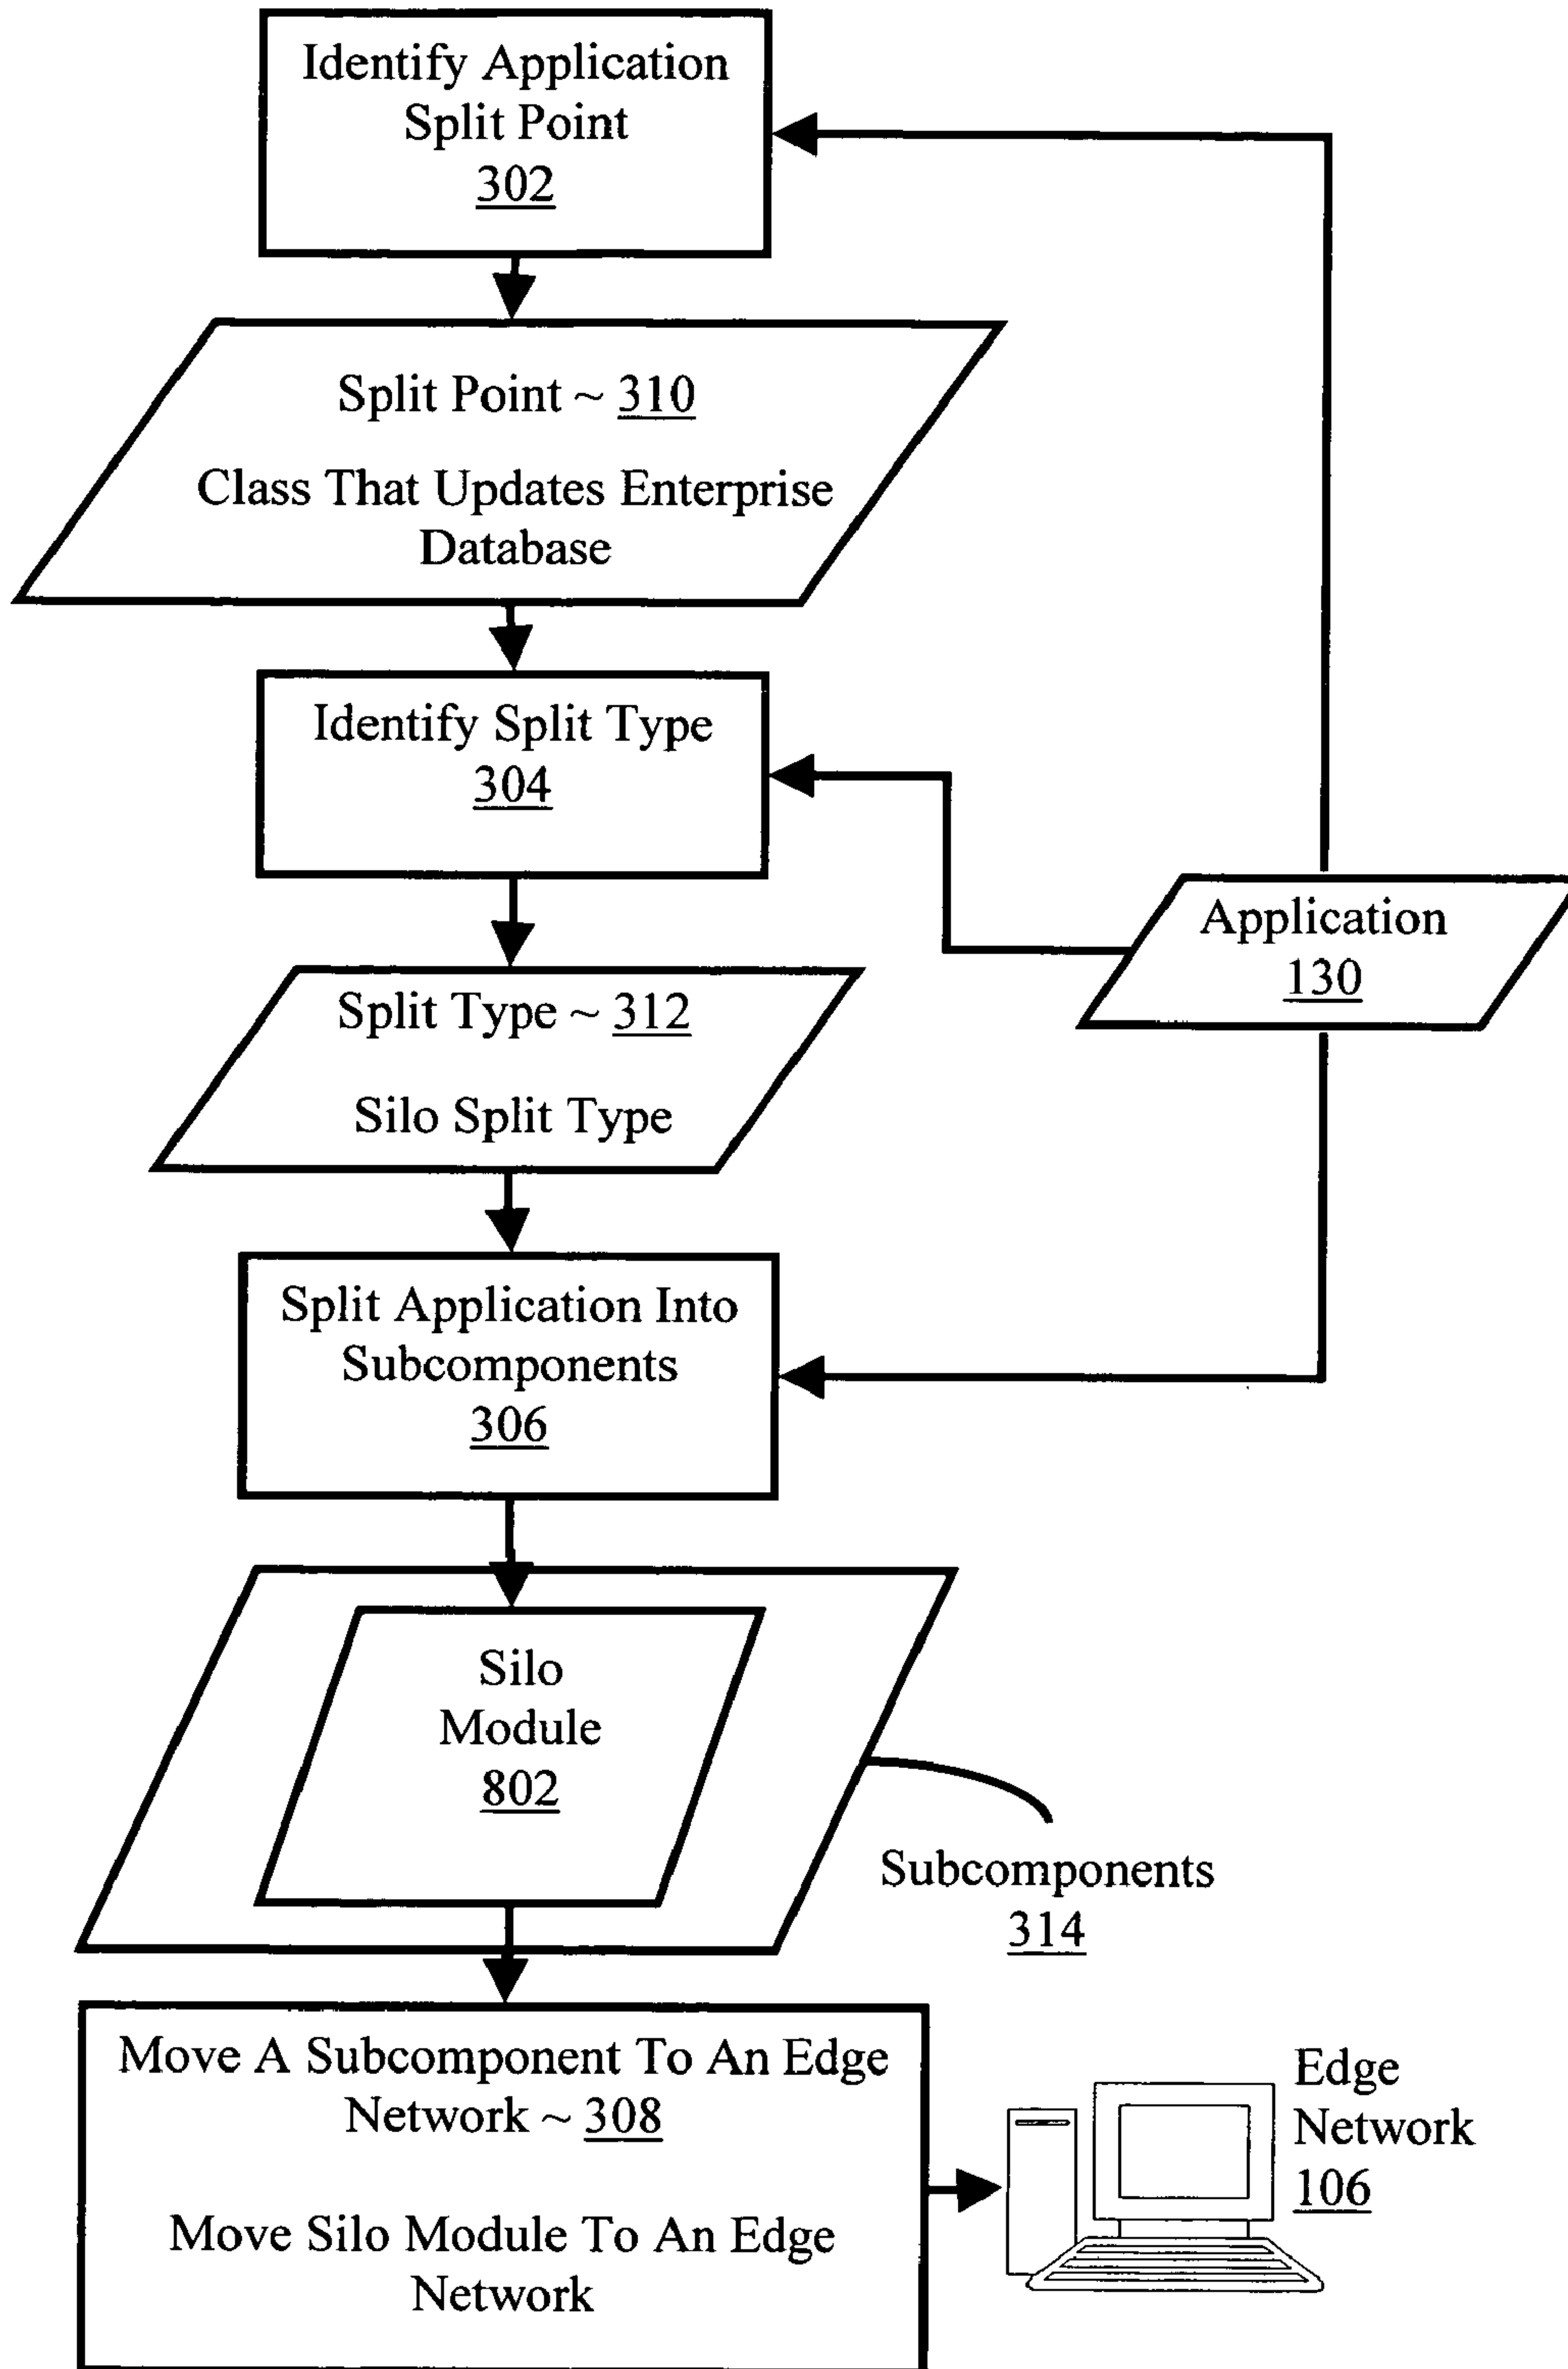 Identify Application
Split Point
302
Split Point ~ 310
Class That Updates Enterprise
Database
Identify Split Type
304
Application
130
Split Type ~ 312
Silo Split Type
Split Application Into
Subcomponents
306
Silo
Module
802
Subcomponents
314
Move A Subcomponent To An Edge
Network ~ 308
Move Silo Module To An Edge
Network
Edge
Network
106